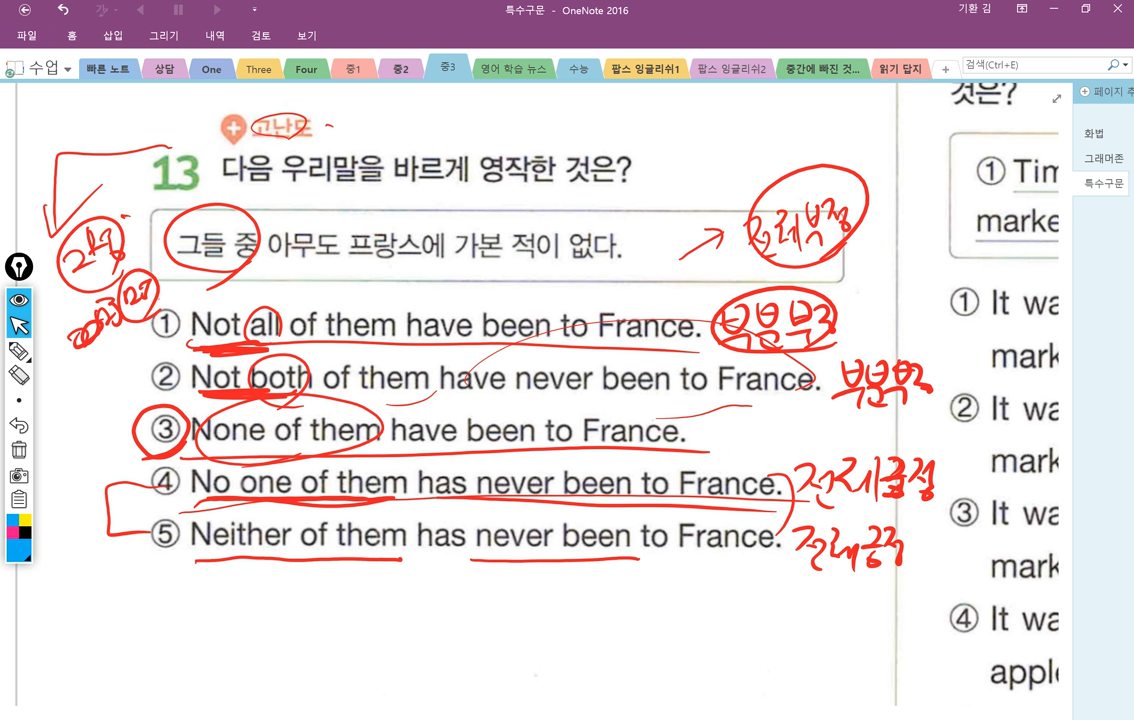 특수구문 - OneNote 2016
기환 김
파일 홈 삽입 그리기 내역 검토 보기
수업
빠른 노트 상담 One Three Four 중1 중2 중3 영어 학습 뉴스 수능 팝스 잉글리쉬1 팝스 잉글리쉬2 중간에 빠진 것... 읽기 답지 +
검색(Ctrl+E)
페이지 추
화법
그래머존
특수구문
고난도
13 다음 우리말을 바르게 영작한 것은?
그들 중 아무도 프랑스에 가본 적이 없다.
전체부정
① Not all of them have been to France.
부분부정
② Not both of them have never been to France.
부분부정
③ None of them have been to France.
④ No one of them has never been to France.
전체긍정
⑤ Neither of them has never been to France.
전체긍정
것은?
① Tim
marke
① It wa
mark
② It wa
mark
③ It wa
mark
④ It wa
apple